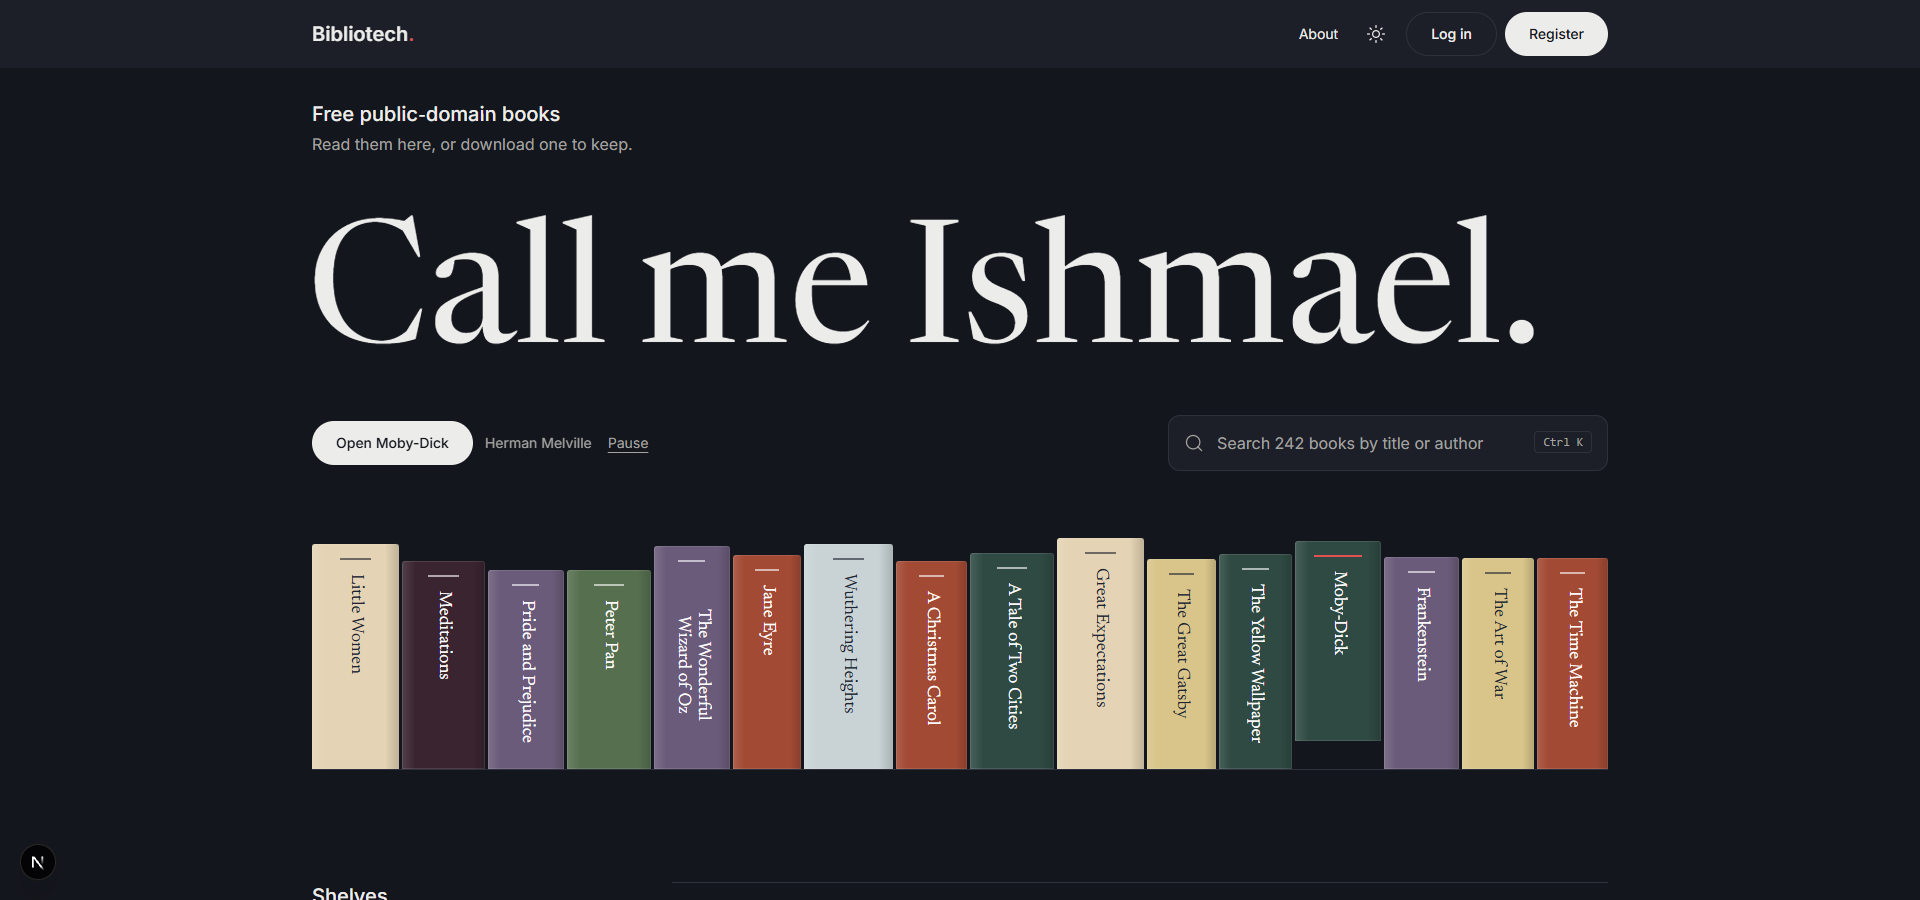 Bibliotech.
About
Log in
Register
Free public-domain books
Read them here, or download one to keep.
Call me Ishmael.
Open Moby-Dick
Herman Melville
Pause
Search 242 books by title or author
Ctrl K
Little Women
Meditations
Pride and Prejudice
Peter Pan
The Wonderful
Wizard of Oz
Jane Eyre
Wuthering Heights
A Christmas Carol
A Tale of Two Cities
Great Expectations
The Great Gatsby
The Yellow Wallpaper
Moby-Dick
Frankenstein
The Art of War
The Time Machine
N
Shelves